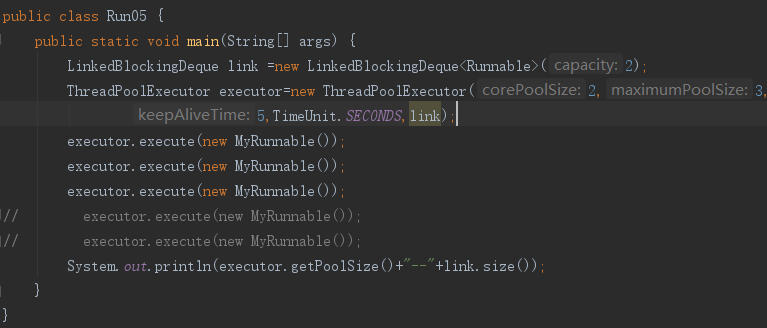 public class Run05 {
public static void main(String[] args) {
LinkedBlockingDeque link =new LinkedBlockingDeque<Runnable>( capacity: 2);
ThreadPoolExecutor executor=new ThreadPoolExecutor( corePoolSize: 2, maximumPoolSize: 3,
keepAliveTime: 5,TimeUnit.SECONDS,link);
executor.execute(new MyRunnable());
executor.execute(new MyRunnable());
executor.execute(new MyRunnable());
// executor.execute(new MyRunnable());
// executor.execute(new MyRunnable());
System.out.println(executor.getPoolSize()+"--"+link.size());
}
}